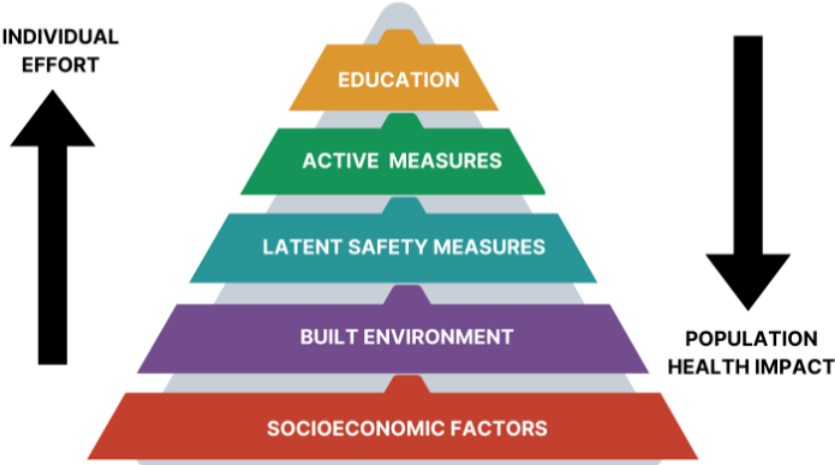 INDIVIDUAL
EFFORT
EDUCATION
ACTIVE MEASURES
LATENT SAFETY MEASURES
BUILT ENVIRONMENT
SOCIOECONOMIC FACTORS
POPULATION
HEALTH IMPACT